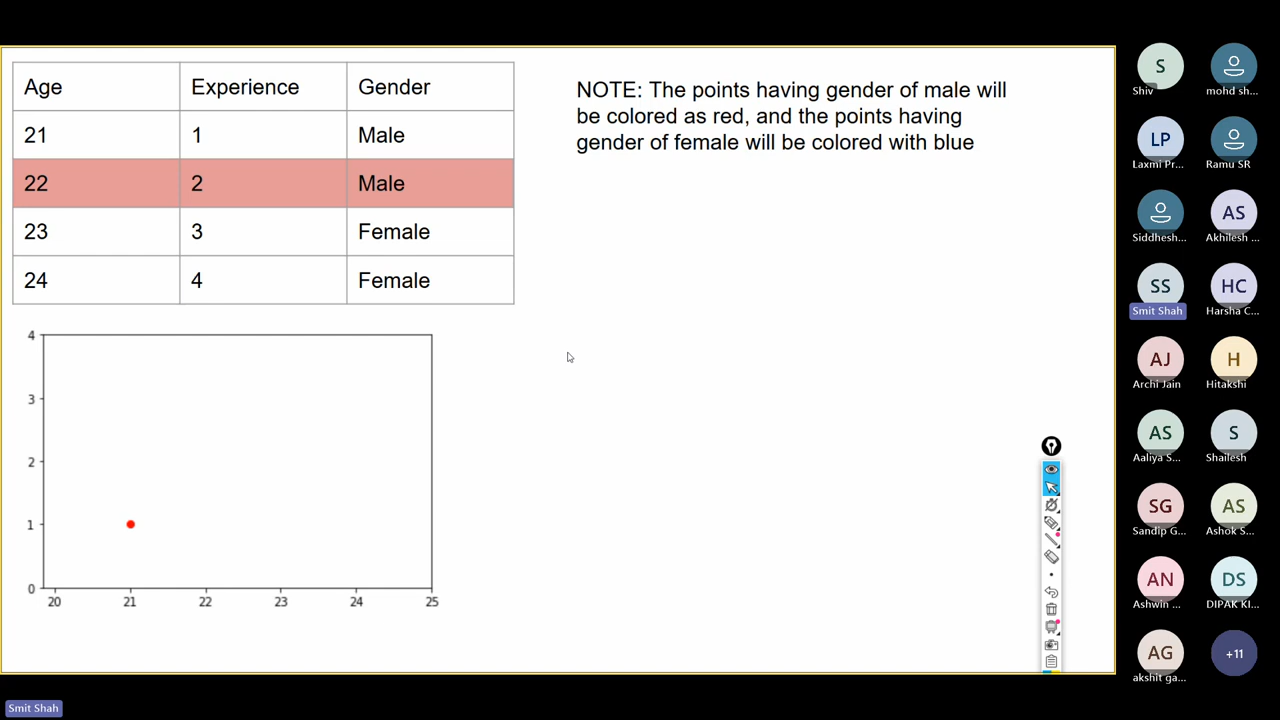 Age Experience Gender
21 1 Male
22 2 Male
23 3 Female
24 4 Female
NOTE: The points having gender of male will
be colored as red, and the points having
gender of female will be colored with blue
4
3
2
1
0
20 21 22 23 24 25
S
Shiv mohd sh...
LP
Laxmi Pr... Ramu SR
AS
Siddhesh... Akhilesh ...
SS HC
Smit Shah Harsha C...
AJ H
Archi Jain Hitakshi
AS S
Aaliya S... Shailesh
SG AS
Sandip G... Ashok S...
AN DS
Ashwin ... DIPAK KI...
AG +11
akshit ga...
Smit Shah